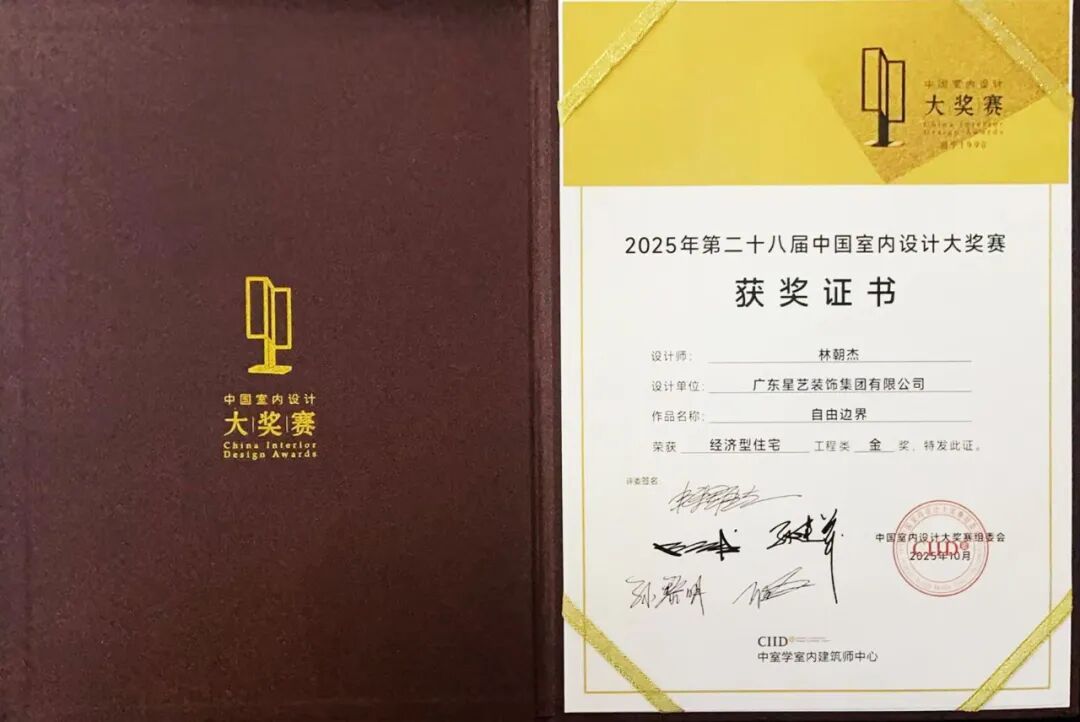 中国室内设计
大奖赛
China Interior
Design Awards
中国室内设计
大奖赛
China Interior
Design Awards
2025年第二十八届中国室内设计大奖赛
获奖证书
设计师： 林朝杰
设计单位： 广东星艺装饰集团有限公司
作品名称： 自由边界
荣获 经济型住宅 工程类 金 奖，特发此证。
评委签名
中国室内设计大奖赛组委会
2025年10月
CIID
CIID
中室学室内建筑师中心